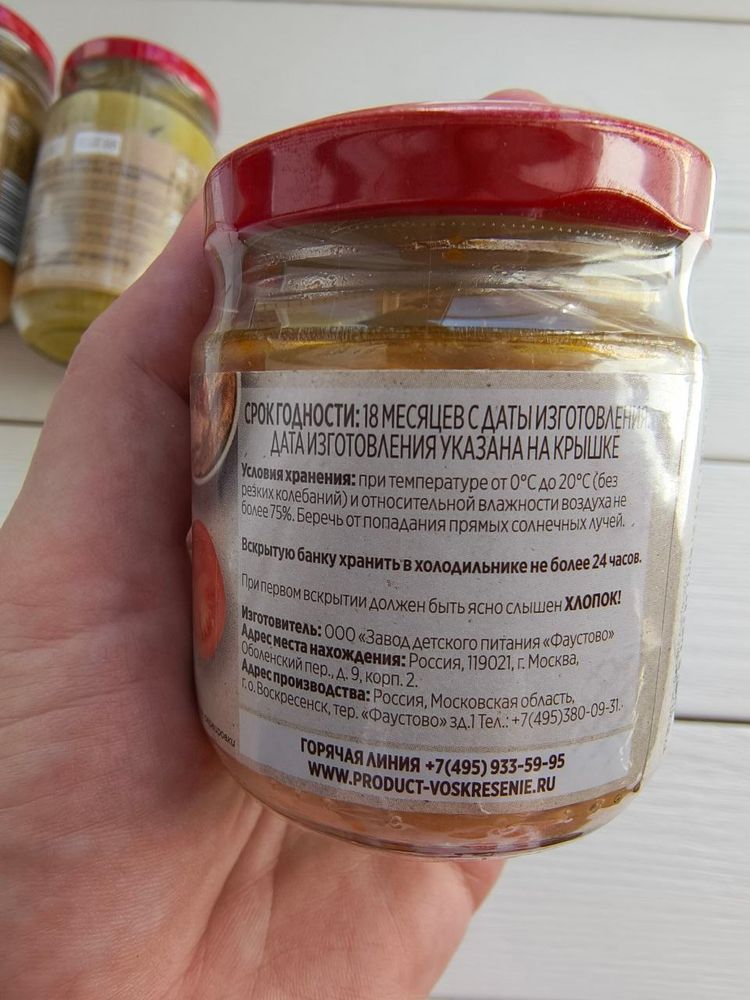 СРОК ГОДНОСТИ: 18 МЕСЯЦЕВ С ДАТЫ ИЗГОТОВЛЕНИЯ.
ДАТА ИЗГОТОВЛЕНИЯ УКАЗАНА НА КРЫШКЕ
Условия хранения: при температуре от 0°C до 20°C (без
резких колебаний) и относительной влажности воздуха не
более 75%. Беречь от попадания прямых солнечных лучей.
Вскрытую банку хранить в холодильнике не более 24 часов.
При первом вскрытии должен быть ясно слышен ХЛОПОК!
Изготовитель: ООО «Завод детского питания «Фаустово»
Адрес места нахождения: Россия, 119021, г. Москва,
Оболенский пер., д. 9, корп. 2.
Адрес производства: Россия, Московская область,
г. о. Воскресенск, тер. «Фаустово» зд.1 Тел.: +7(495)380-09-31.
сервировки
ГОРЯЧАЯ ЛИНИЯ +7(495) 933-59-95
WWW.PRODUCT-VOSKRESENIE.RU